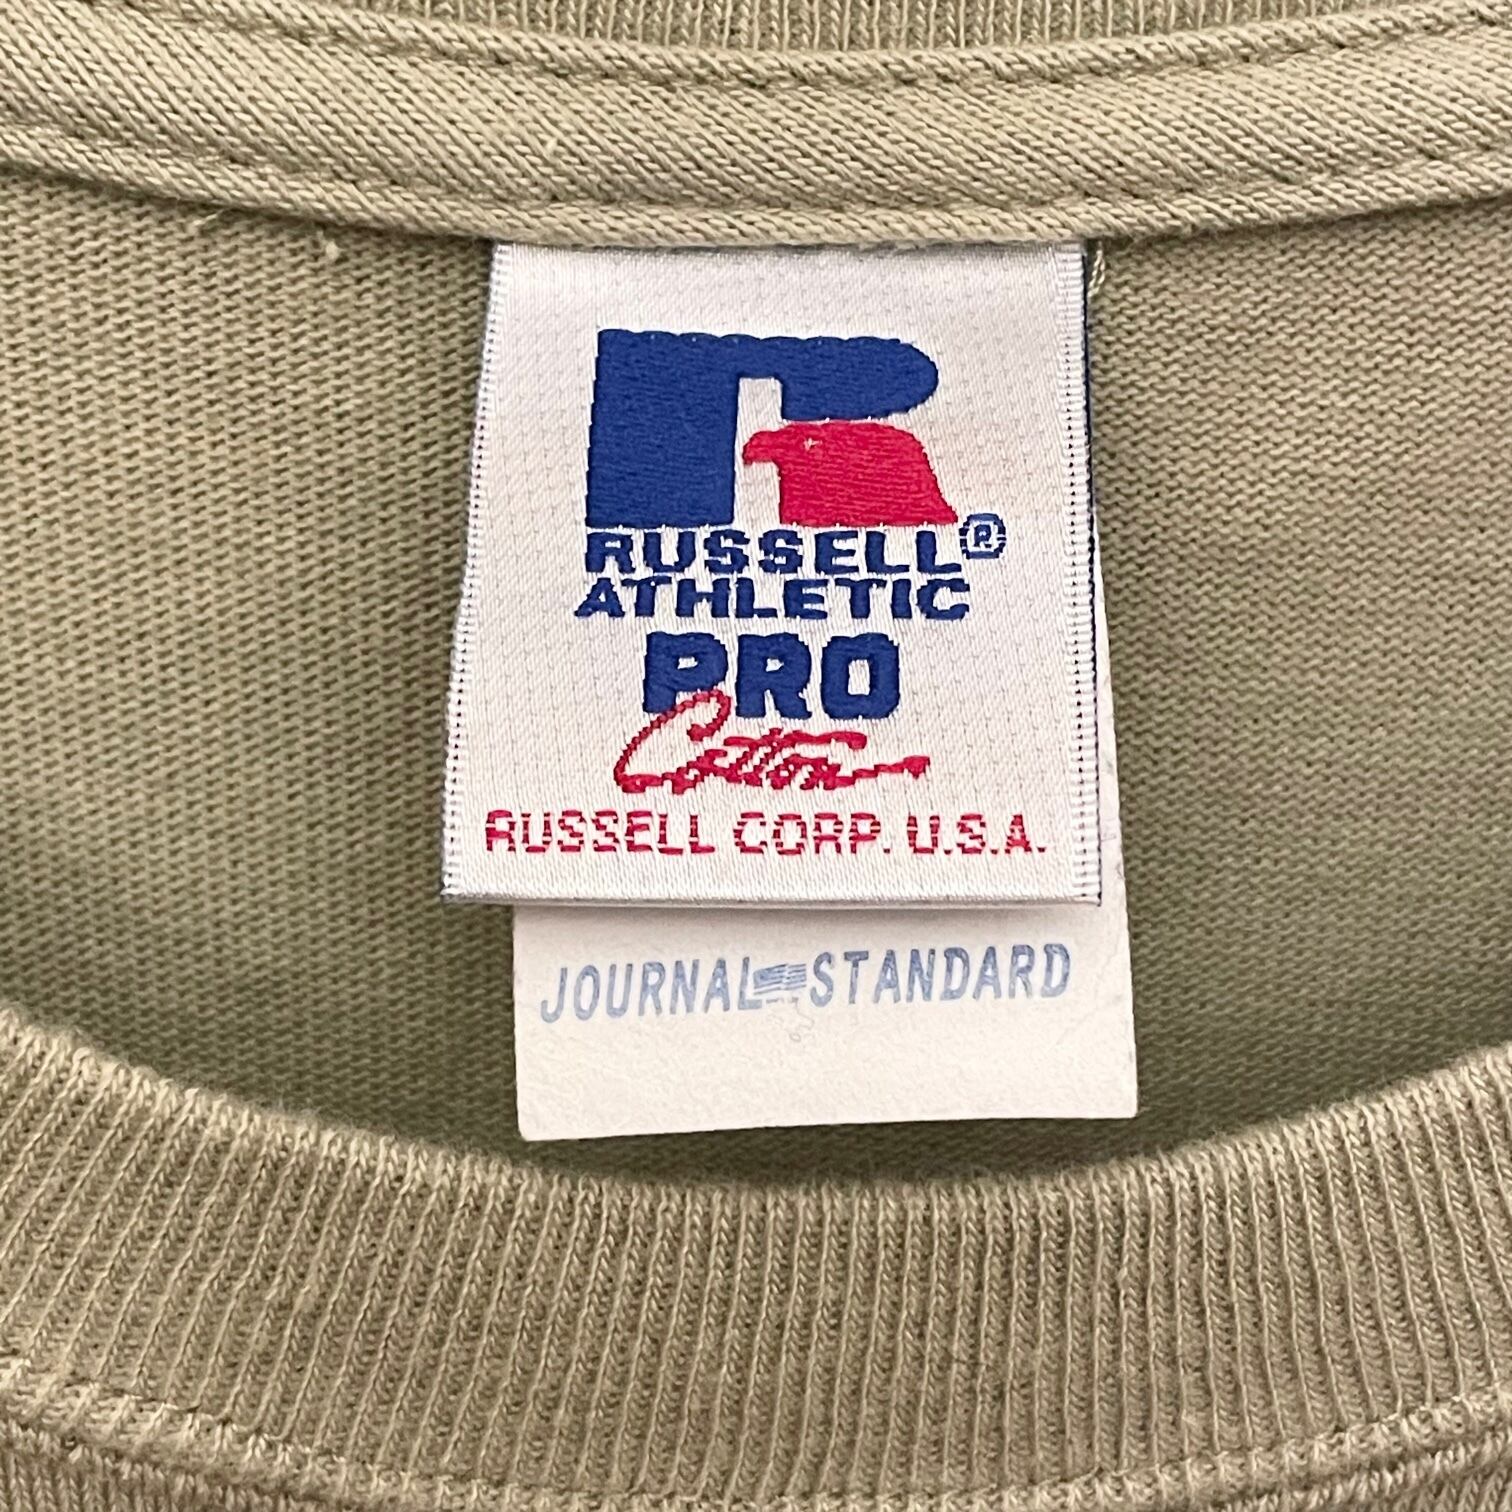 R
RUSSELL®
ATHLETIC
PRO
Cotton
RUSSELL CORP. U.S.A.
JOURNAL STANDARD